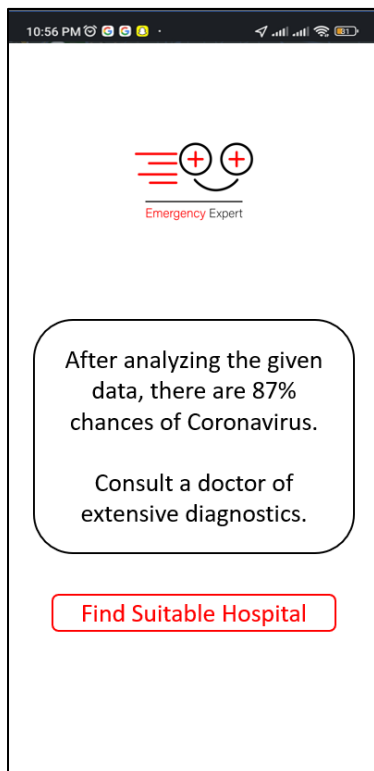 10:56 PM
81
Emergency Expert
After analyzing the given
data, there are 87%
chances of Coronavirus.
Consult a doctor of
extensive diagnostics.
Find Suitable Hospital